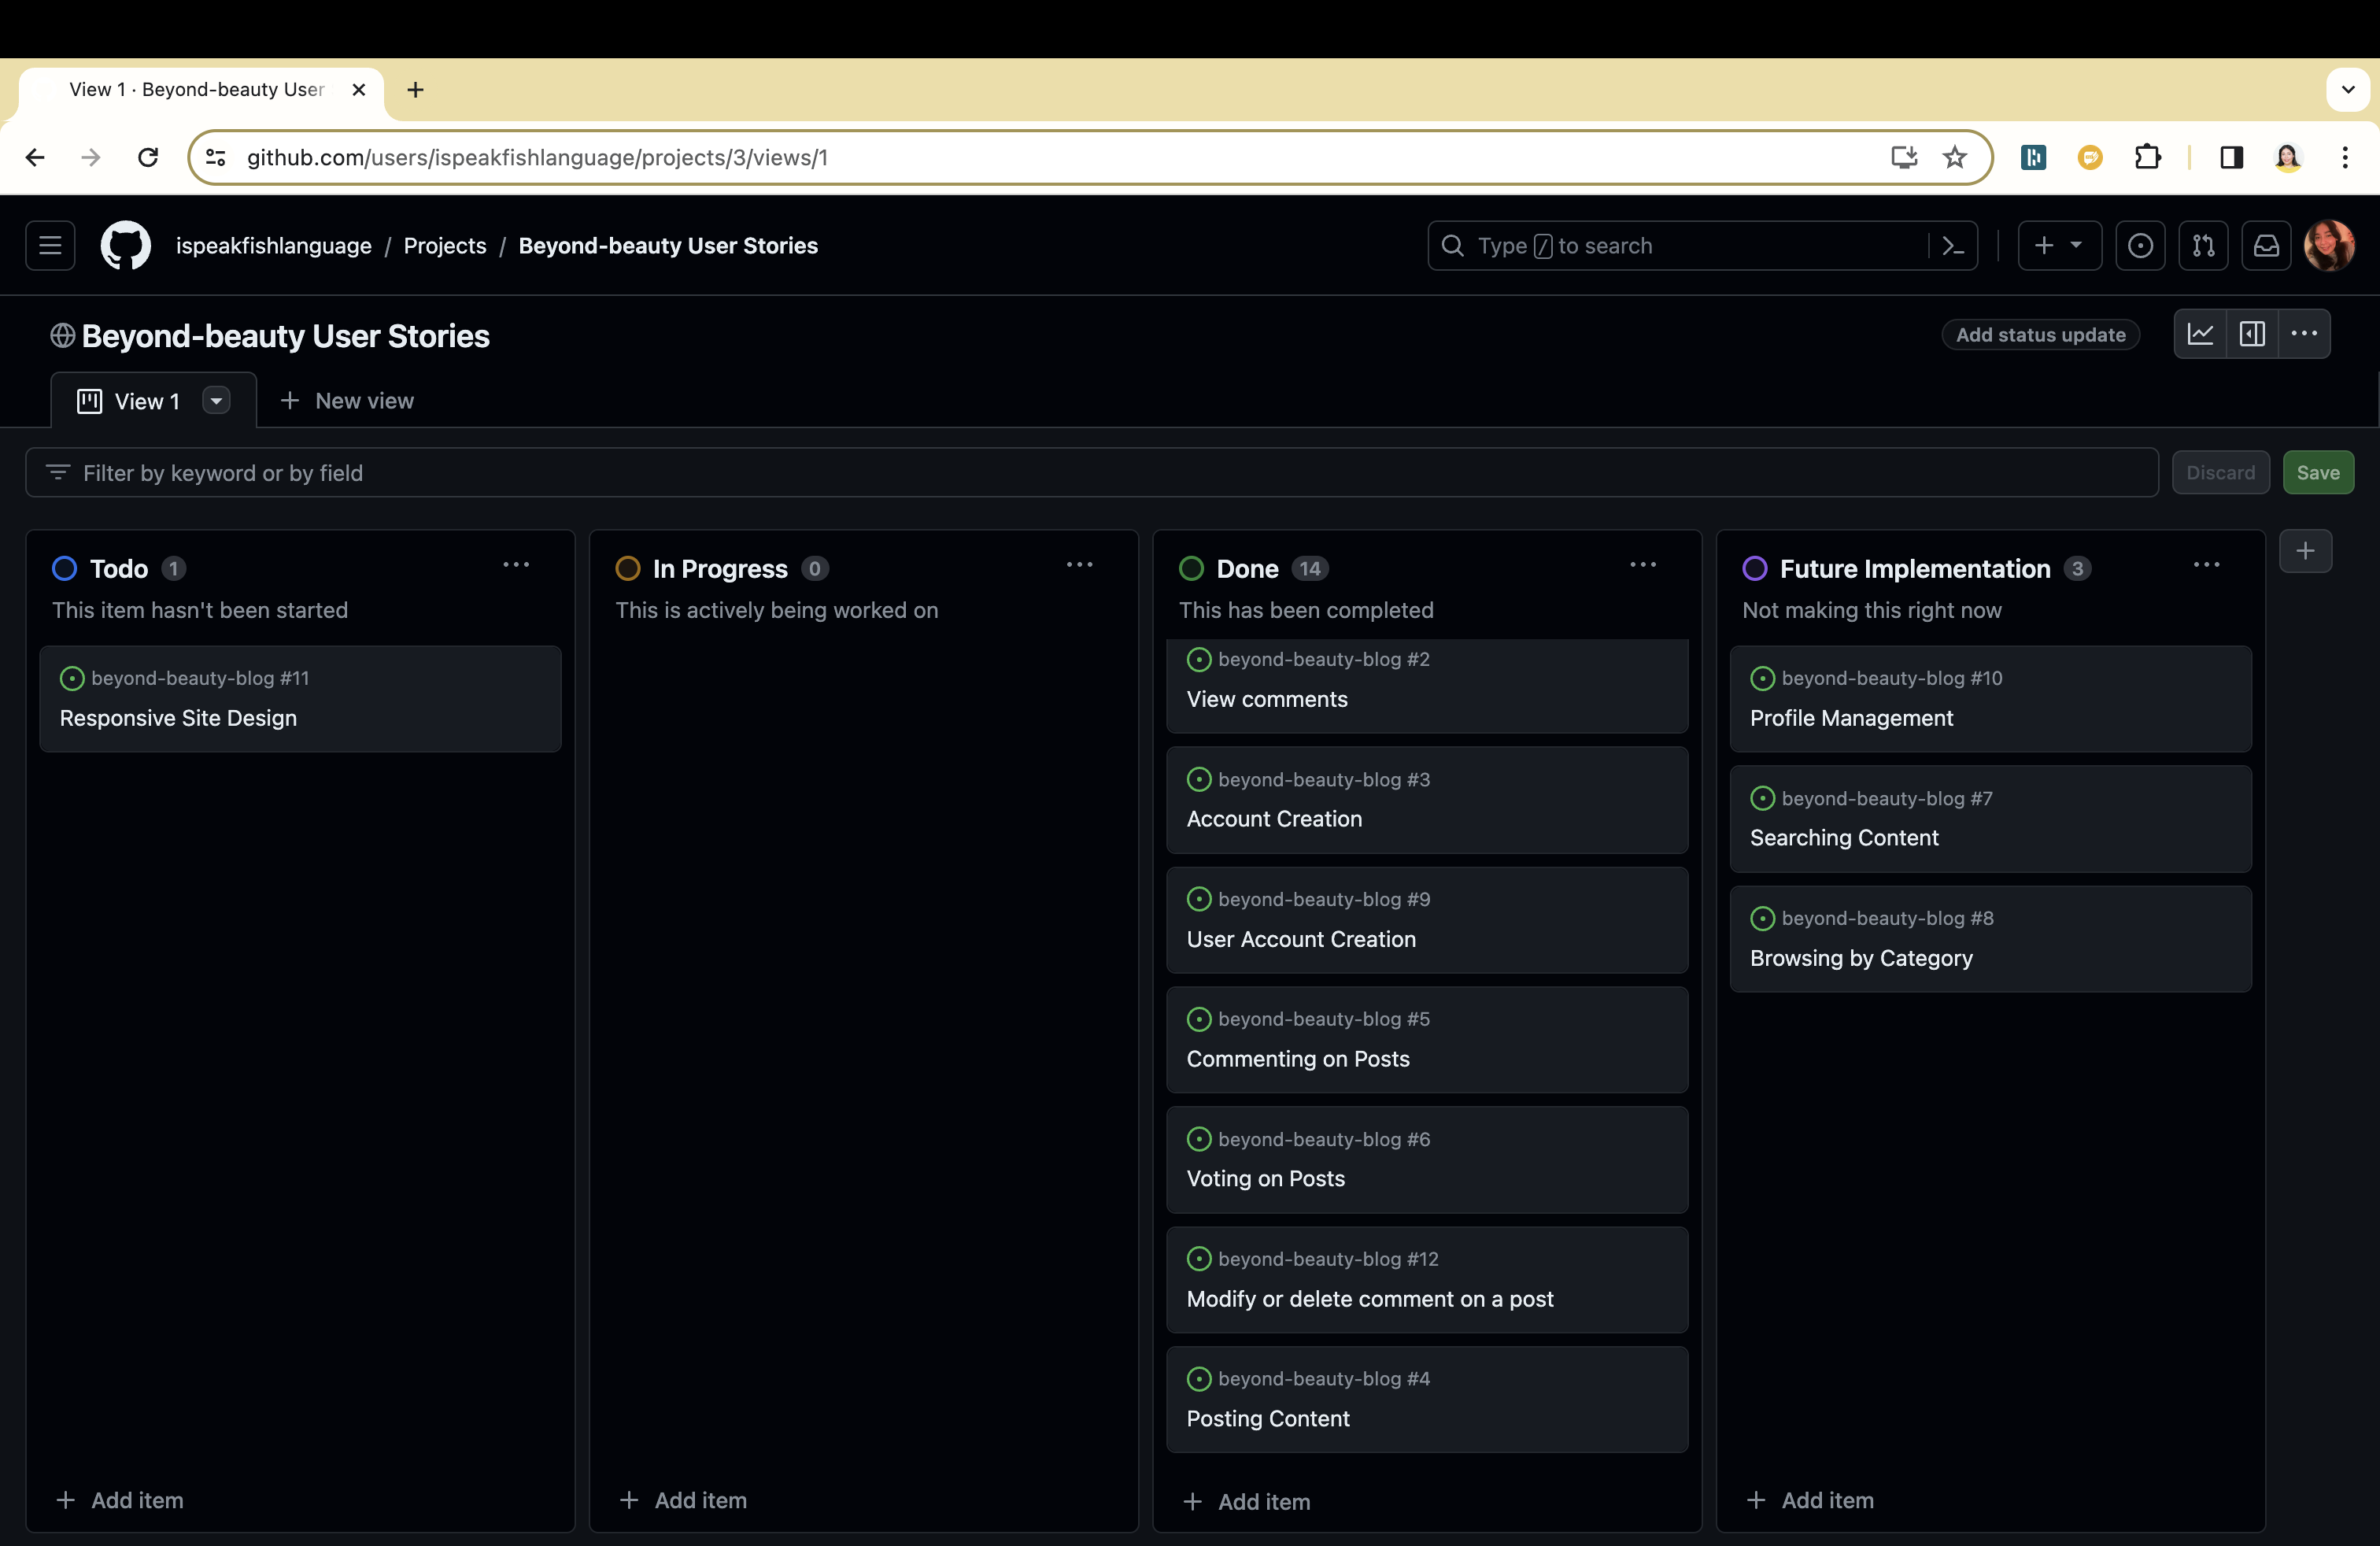 View 1 · Beyond-beauty User
github.com/users/ispeakfishlanguage/projects/3/views/1
ispeakfishlanguage / Projects / Beyond-beauty User Stories
Type / to search
Beyond-beauty User Stories
Add status update
View 1
New view
Filter by keyword or by field
Discard
Save
Todo 1
This item hasn't been started
beyond-beauty-blog #11
Responsive Site Design
Add item
In Progress 0
This is actively being worked on
Add item
Done 14
This has been completed
beyond-beauty-blog #2
View comments
beyond-beauty-blog #3
Account Creation
beyond-beauty-blog #9
User Account Creation
beyond-beauty-blog #5
Commenting on Posts
beyond-beauty-blog #6
Voting on Posts
beyond-beauty-blog #12
Modify or delete comment on a post
beyond-beauty-blog #4
Posting Content
Add item
Future Implementation 3
Not making this right now
beyond-beauty-blog #10
Profile Management
beyond-beauty-blog #7
Searching Content
beyond-beauty-blog #8
Browsing by Category
Add item